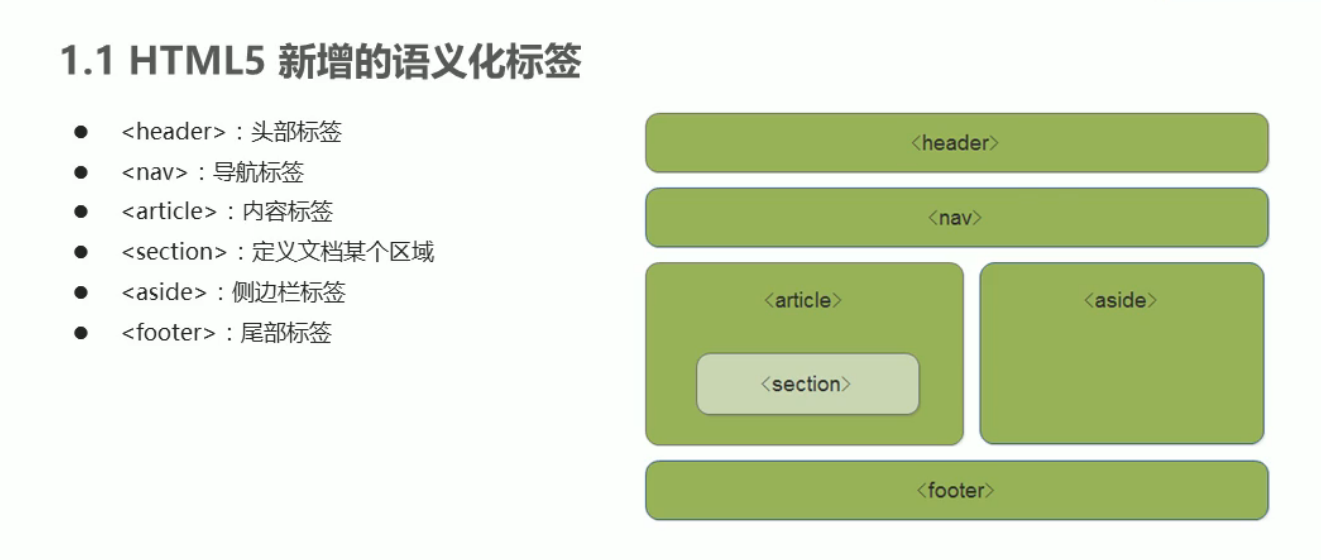 1.1 HTML5 新增的语义化标签
● <header>：头部标签
● <nav>：导航标签
● <article>：内容标签
● <section>：定义文档某个区域
● <aside>：侧边栏标签
● <footer>：尾部标签
<header>
<nav>
<article>
<aside>
<section>
<footer>